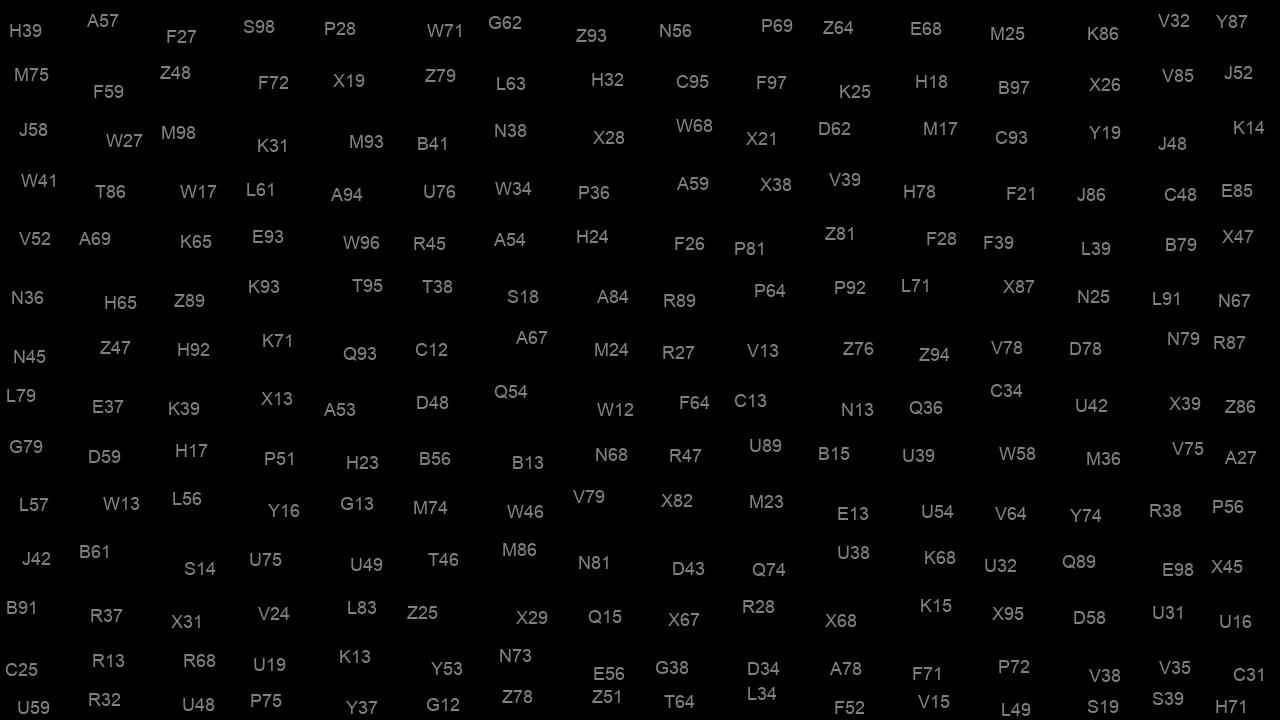 H39 A57 F27 S98 P28 W71 G62 Z93 N56 P69 Z64 E68 M25 K86 V32 Y87
M75 F59 Z48 F72 X19 Z79 L63 H32 C95 F97 K25 H18 B97 X26 V85 J52
J58 W27 M98 K31 M93 B41 N38 X28 W68 X21 D62 M17 C93 Y19 J48 K14
W41 T86 W17 L61 A94 U76 W34 P36 A59 X38 V39 H78 F21 J86 C48 E85
V52 A69 K65 E93 W96 R45 A54 H24 F26 P81 Z81 F28 F39 L39 B79 X47
N36 H65 Z89 K93 T95 T38 S18 A84 R89 P64 P92 L71 X87 N25 L91 N67
N45 Z47 H92 K71 Q93 C12 A67 M24 R27 V13 Z76 Z94 V78 D78 N79 R87
L79 E37 K39 X13 A53 D48 Q54 W12 F64 C13 N13 Q36 C34 U42 X39 Z86
G79 D59 H17 P51 H23 B56 B13 N68 R47 U89 B15 U39 W58 M36 V75 A27
L57 W13 L56 Y16 G13 M74 W46 V79 X82 M23 E13 U54 V64 Y74 R38 P56
J42 B61 S14 U75 U49 T46 M86 N81 D43 Q74 U38 K68 U32 Q89 E98 X45
B91 R37 X31 V24 L83 Z25 X29 Q15 X67 R28 X68 K15 X95 D58 U31 U16
C25 R13 R68 U19 K13 Y53 N73 E56 G38 D34 A78 F71 P72 V38 V35 C31
U59 R32 U48 P75 Y37 G12 Z78 Z51 T64 L34 F52 V15 L49 S19 S39 H71